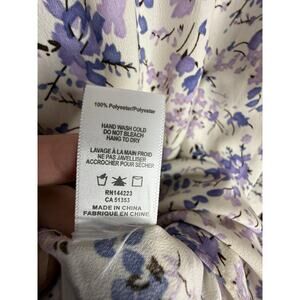 100% Polyester/Polyester
HAND WASH COLD
DO NOT BLEACH
HANG TO DRY
LAVAGE À LA MAIN FROID
NE PAS JAVELLISER
ACCROCHER POUR SÉCHER
RN144223
CA 51353
MADE IN CHINA
FABRIQUE EN CHINE